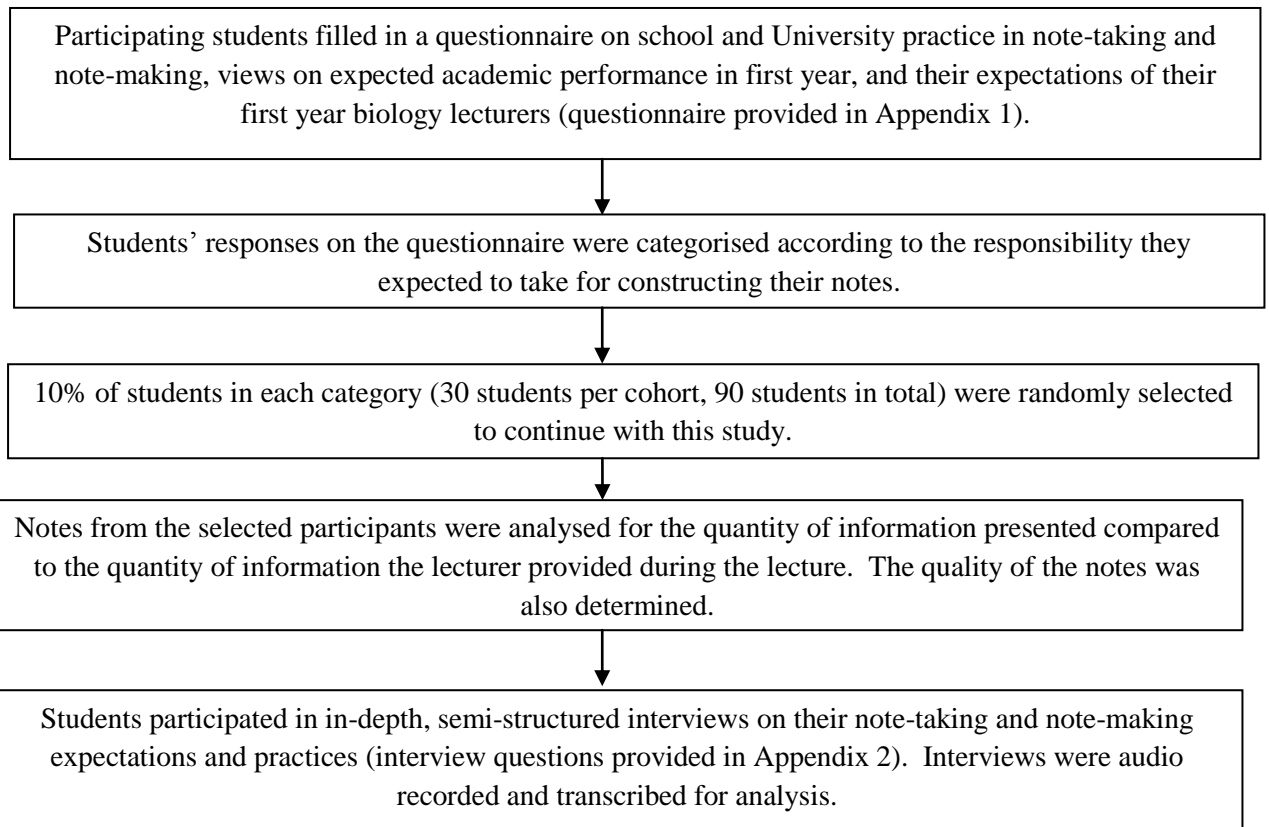 Participating students filled in a questionnaire on school and University practice in note-taking and
note-making, views on expected academic performance in first year, and their expectations of their
first year biology lecturers (questionnaire provided in Appendix 1).
Students’ responses on the questionnaire were categorised according to the responsibility they
expected to take for constructing their notes.
10% of students in each category (30 students per cohort, 90 students in total) were randomly selected
to continue with this study.
Notes from the selected participants were analysed for the quantity of information presented compared
to the quantity of information the lecturer provided during the lecture.  The quality of the notes was
also determined.
Students participated in in-depth, semi-structured interviews on their note-taking and note-making
expectations and practices (interview questions provided in Appendix 2).  Interviews were audio
recorded and transcribed for analysis.